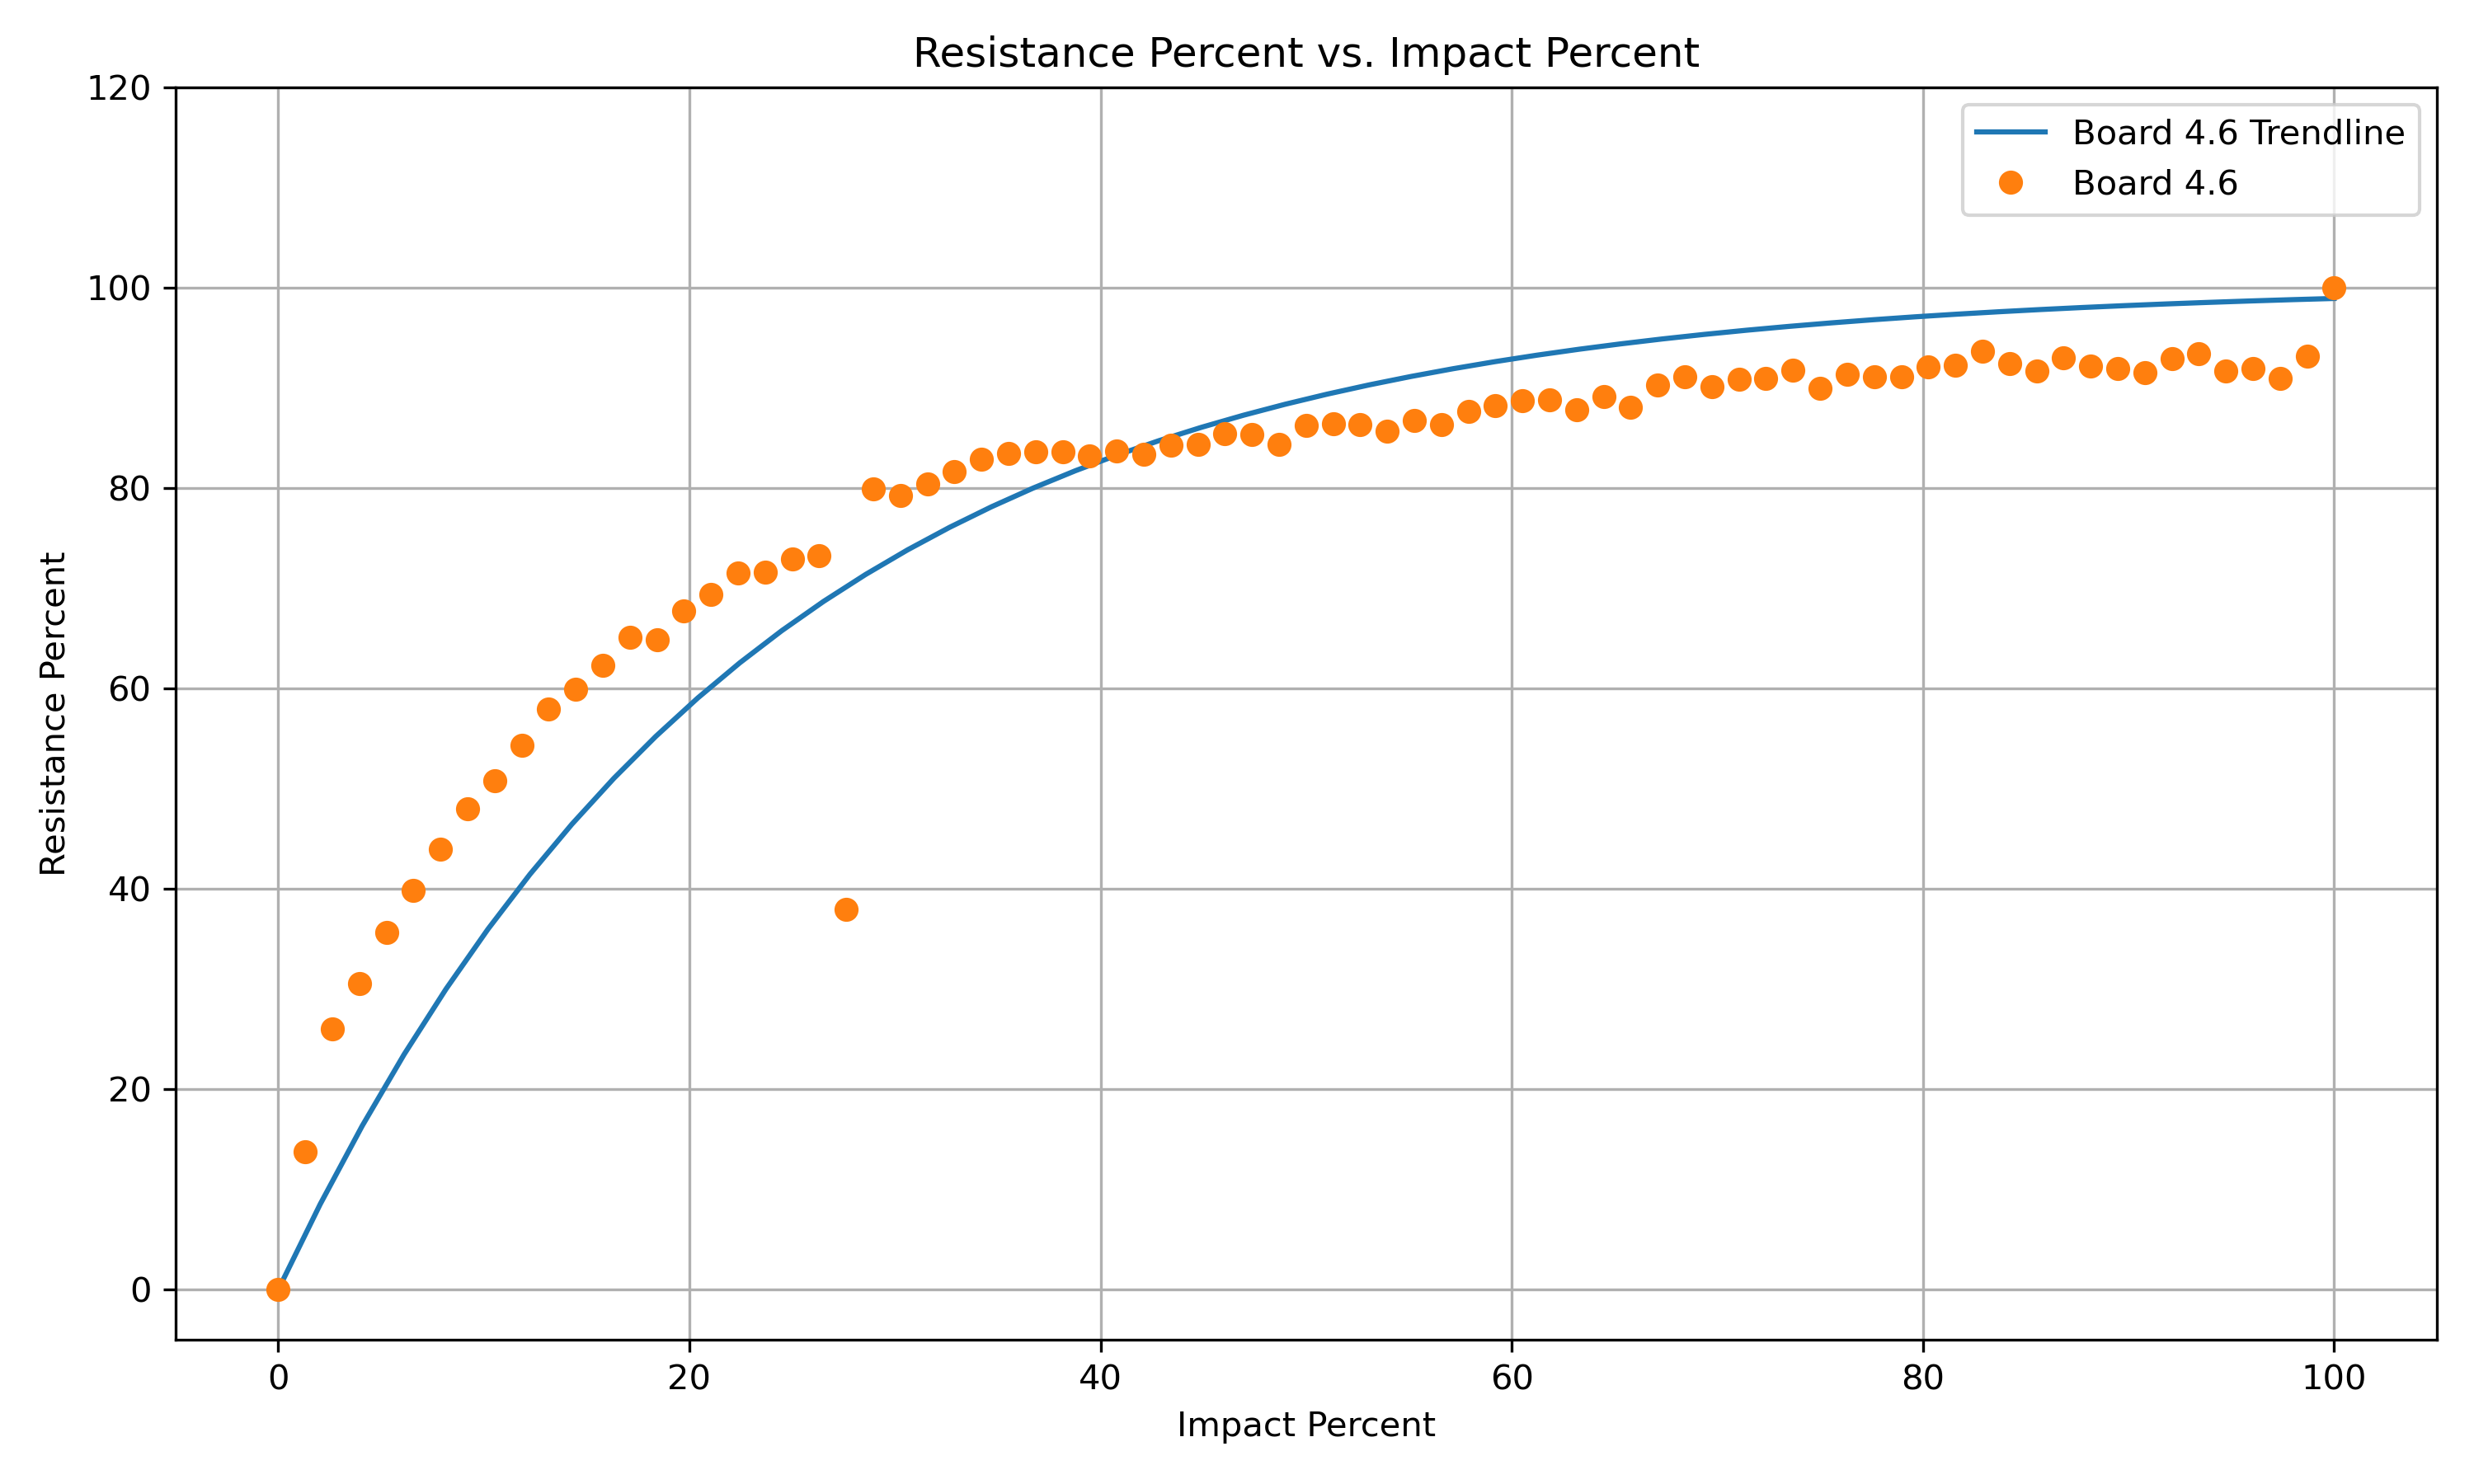 Resistance Percent vs. Impact Percent
120
100
80
60
40
20
0
Resistance Percent
Board 4.6 Trendline
Board 4.6
0 20 40 60 80 100
Impact Percent